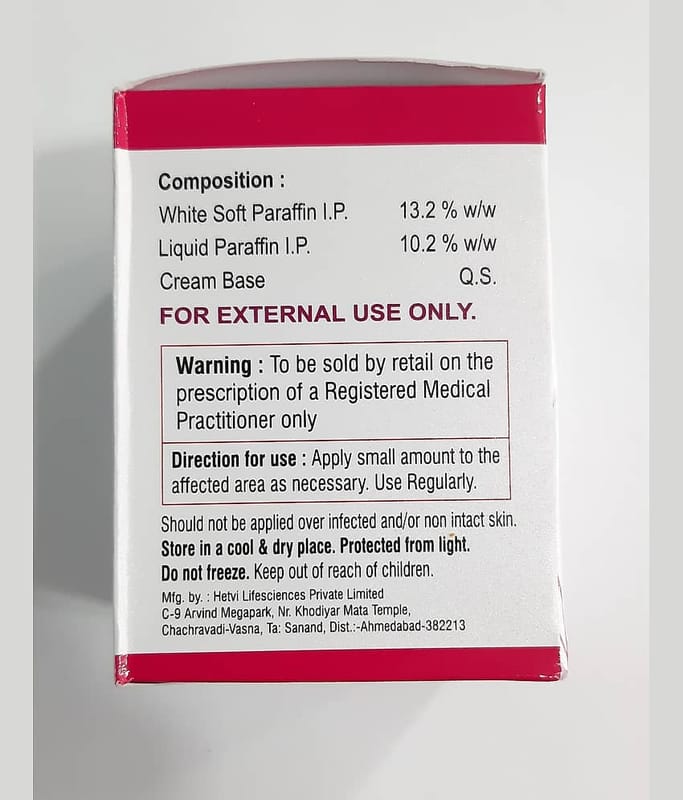 Composition :
White Soft Paraffin I.P. 13.2 % w/w
Liquid Paraffin I.P. 10.2 % w/w
Cream Base Q.S.
FOR EXTERNAL USE ONLY.
Warning : To be sold by retail on the
prescription of a Registered Medical
Practitioner only
Direction for use : Apply small amount to the
affected area as necessary. Use Regularly.
Should not be applied over infected and/or non intact skin.
Store in a cool & dry place. Protected from light.
Do not freeze. Keep out of reach of children.
Mfg. by. : Hetvi Lifesciences Private Limited
C-9 Arvind Megapark, Nr. Khodiyar Mata Temple,
Chachravadi-Vasna, Ta: Sanand, Dist.:-Ahmedabad-382213